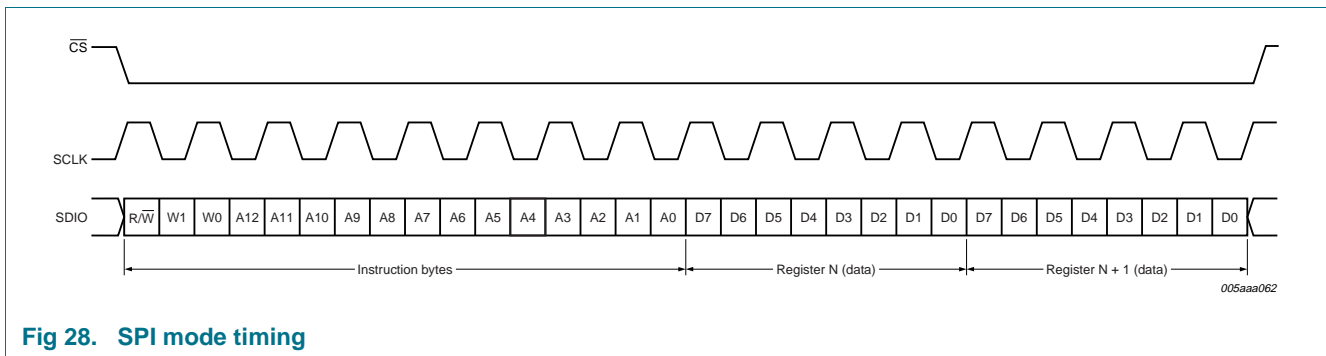 CS
SCLK
SDIO R/W W1 W0 A12 A11 A10 A9 A8 A7 A6 A5 A4 A3 A2 A1 A0 D7 D6 D5 D4 D3 D2 D1 D0 D7 D6 D5 D4 D3 D2 D1 D0
Instruction bytes Register N (data) Register N + 1 (data)
005aaa062
Fig 28. SPI mode timing